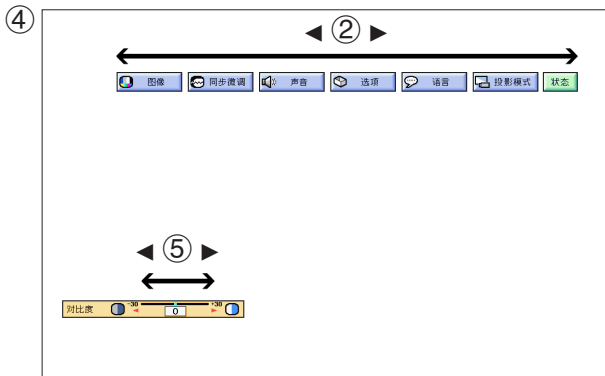 ④
◀ ② ▶
图像 同步微调 声音 选项 语言 投影模式 状态
◀ ⑤ ▶
对比度 -30 0 +30